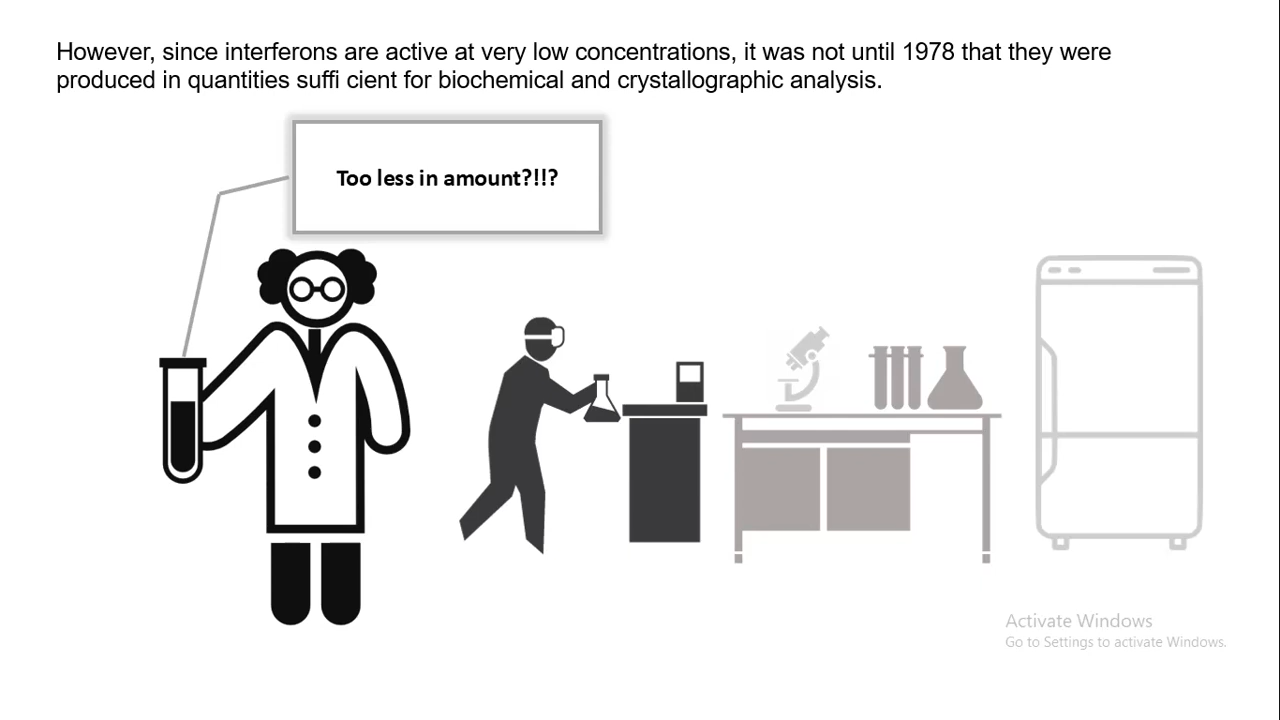 However, since interferons are active at very low concentrations, it was not until 1978 that they were
produced in quantities suffi cient for biochemical and crystallographic analysis.
Too less in amount?!!?
Activate Windows
Go to Settings to activate Windows.